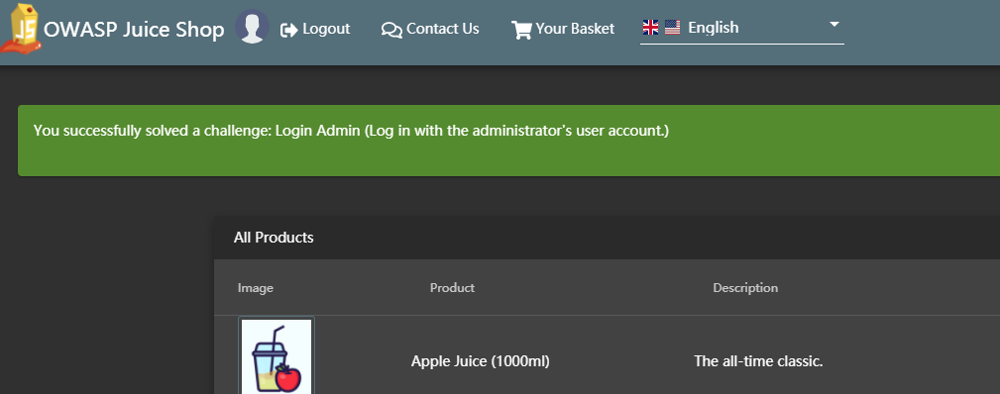 JS
OWASP Juice Shop Logout Contact Us Your Basket English
You successfully solved a challenge: Login Admin (Log in with the administrator's user account.)
All Products
Image Product Description
Apple Juice (1000ml) The all-time classic.